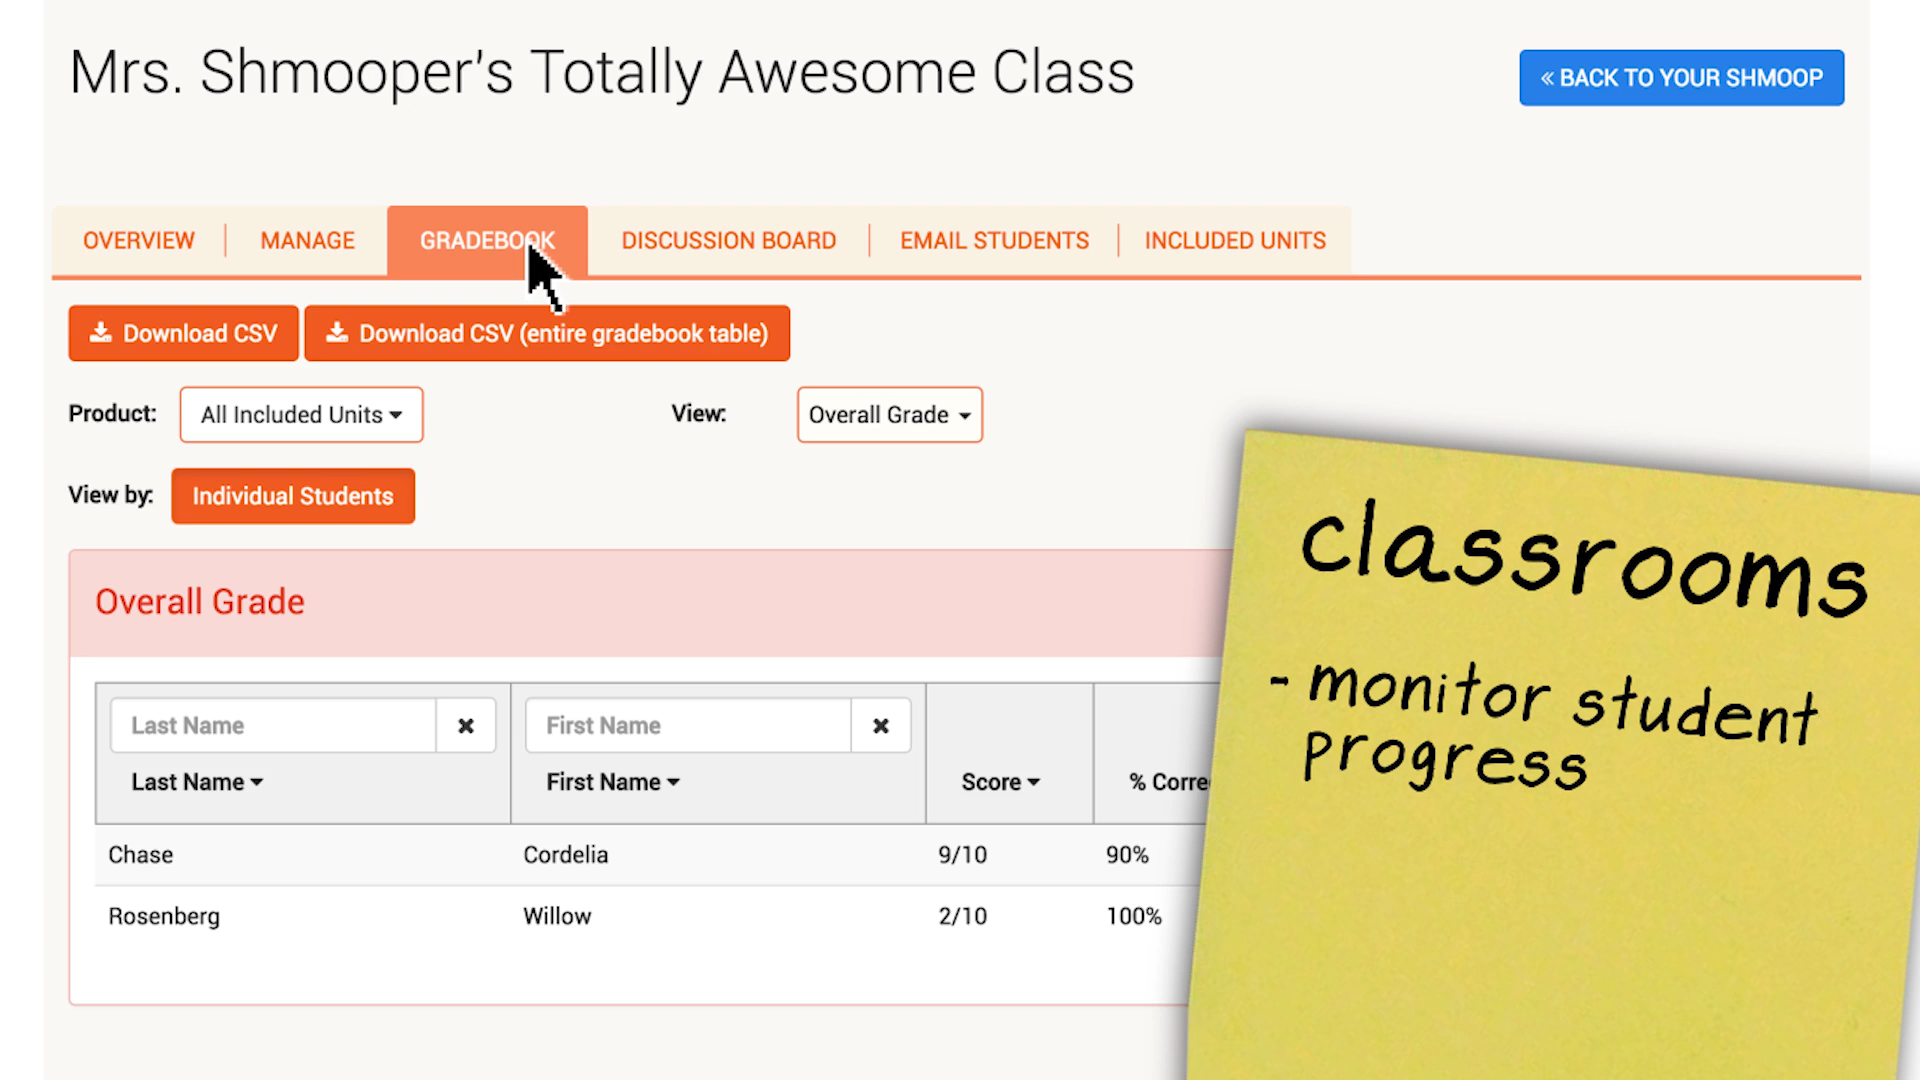 Mrs. Shmooper's Totally Awesome Class
« BACK TO YOUR SHMOOP
OVERVIEW
MANAGE
GRADEBOOK
DISCUSSION BOARD
EMAIL STUDENTS
INCLUDED UNITS
Download CSV
Download CSV (entire gradebook table)
Product: All Included Units
View: Overall Grade
View by: Individual Students
Overall Grade
Last Name
First Name
Last Name
First Name
Score
%
Chase Cordelia 9/10 90%
Rosenberg Willow 2/10 100%
classrooms
- monitor student
progress